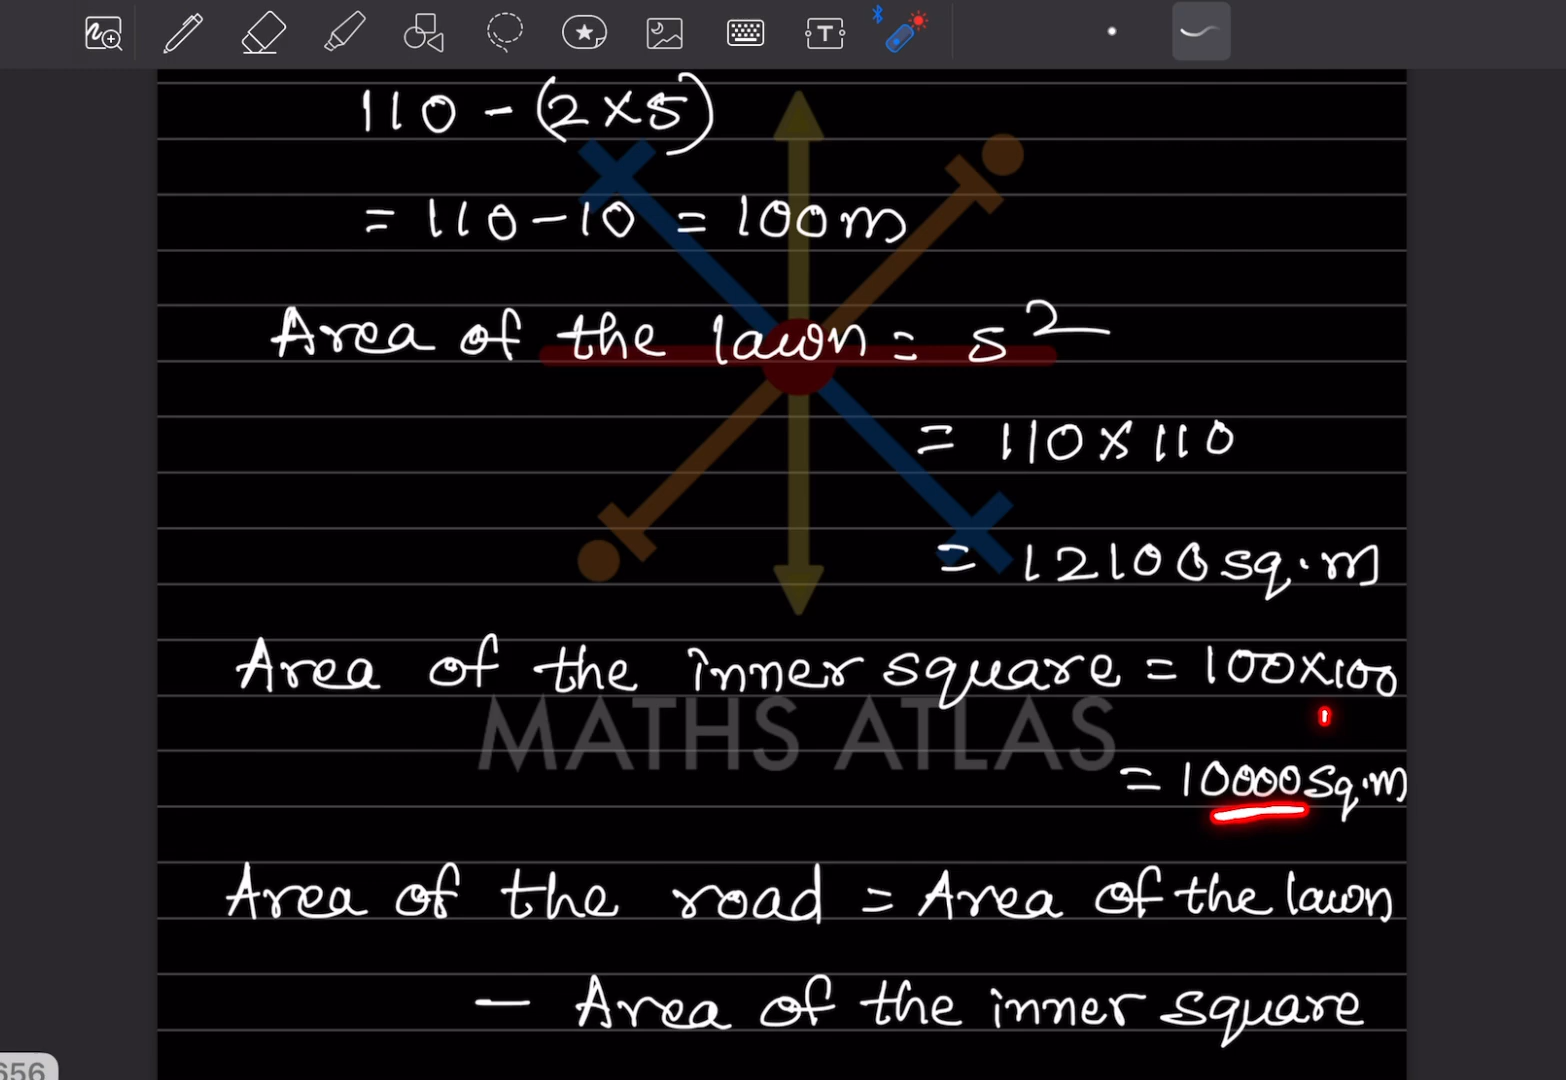 110 - (2 × 5)
= 110 - 10 = 100m
Area of the lawn = s²
= 110 × 110
= 12100 sq.m
Area of the inner square = 100 × 100
MATHS ATLAS
= 10000 sq.m
Area of the road = Area of the lawn
- Area of the inner square
656